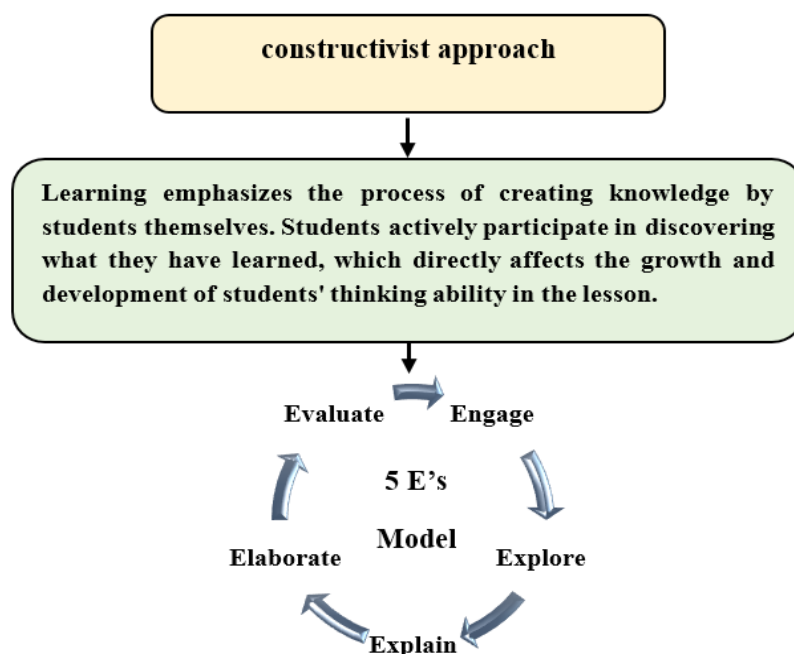 constructivist approach
Learning emphasizes the process of creating knowledge by
students themselves. Students actively participate in discovering
what they have learned, which directly affects the growth and
development of students' thinking ability in the lesson.
Evaluate
Engage
5 E’s
Model
Elaborate
Explore
Explain